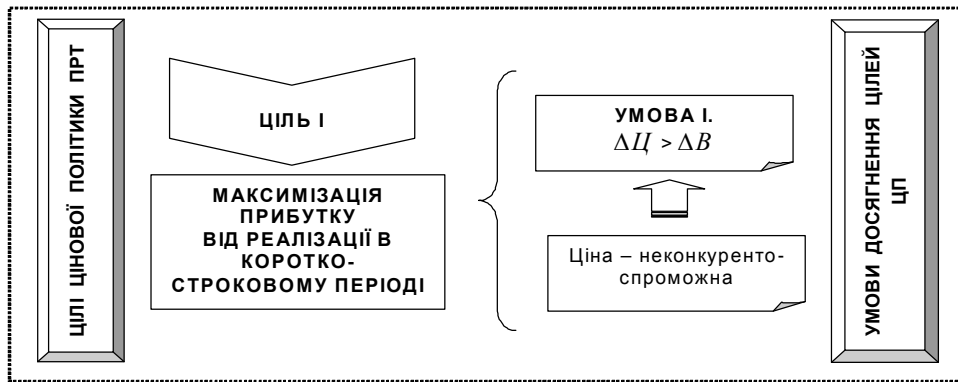 ЦІЛІ ЦІНОВОЇ ПОЛІТИКИ ПРТ
ЦІЛЬ І
МАКСИМІЗАЦІЯ
ПРИБУТКУ
ВІД РЕАЛІЗАЦІЇ В
КОРОТКО-
СТРОКОВОМУ ПЕРІОДІ
УМОВА І.
ΔЦ > ΔВ
Ціна – неконкуренто-
спроможна
УМОВИ ДОСЯГНЕННЯ ЦІЛЕЙ
ЦП